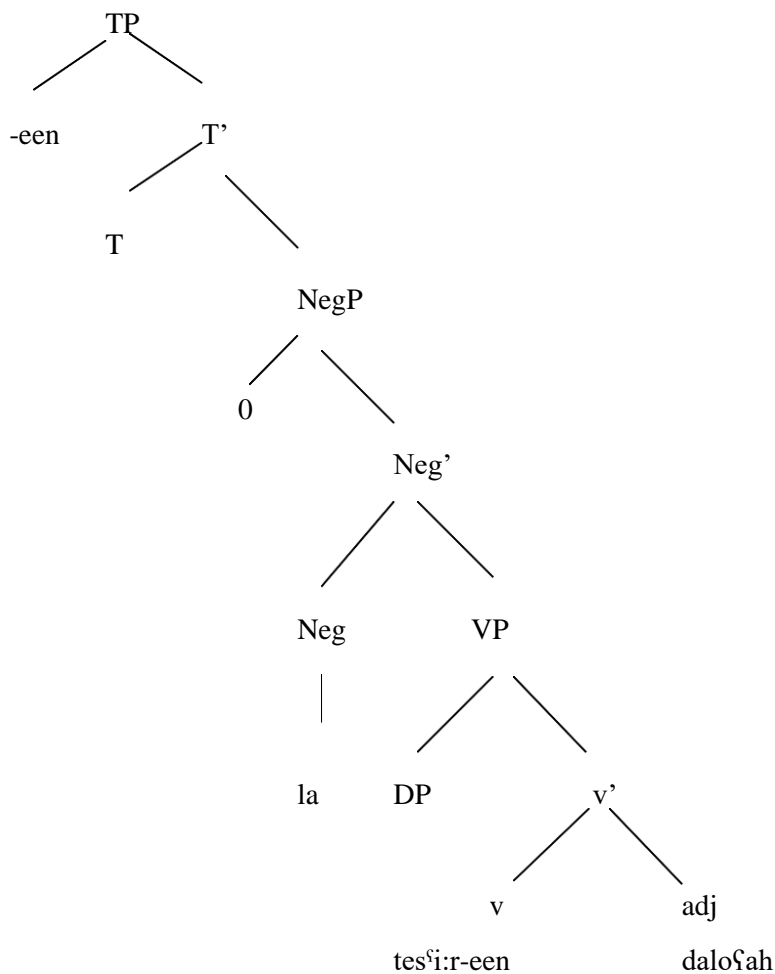 TP
-een T’
T
NegP
0
Neg’
Neg VP
la DP v’
v adj
tesˤi:r-een daloʕah